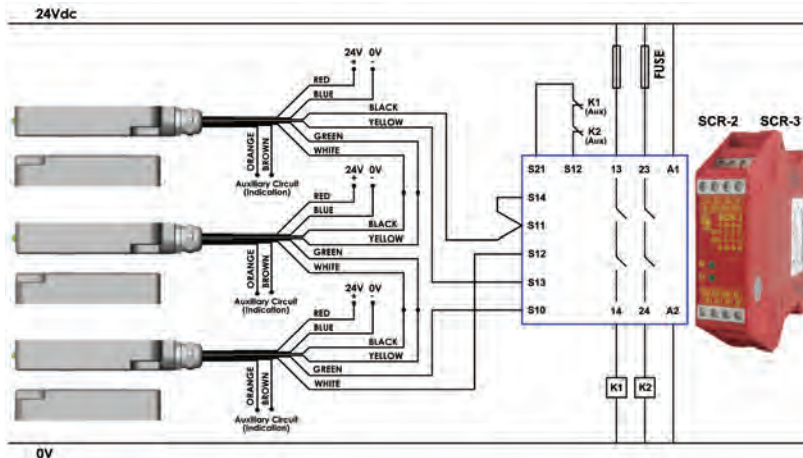 24Vdc
24V 0V
+ -
RED
BLUE
BLACK
YELLOW
GREEN
WHITE
ORANGE
BROWN
Auxiliary Circuit
(Indication)
24V 0V
+ -
RED
BLUE
BLACK
YELLOW
GREEN
WHITE
ORANGE
BROWN
Auxiliary Circuit
(Indication)
24V 0V
+ -
RED
BLUE
BLACK
YELLOW
GREEN
WHITE
ORANGE
BROWN
Auxiliary Circuit
(Indication)
K1
(Aux)
K2
(Aux)
FUSE
SCR-2 SCR-3
S21 S12 13 23 A1
S14
S11
S12
S13
S10
14 24 A2
K1 K2
0V